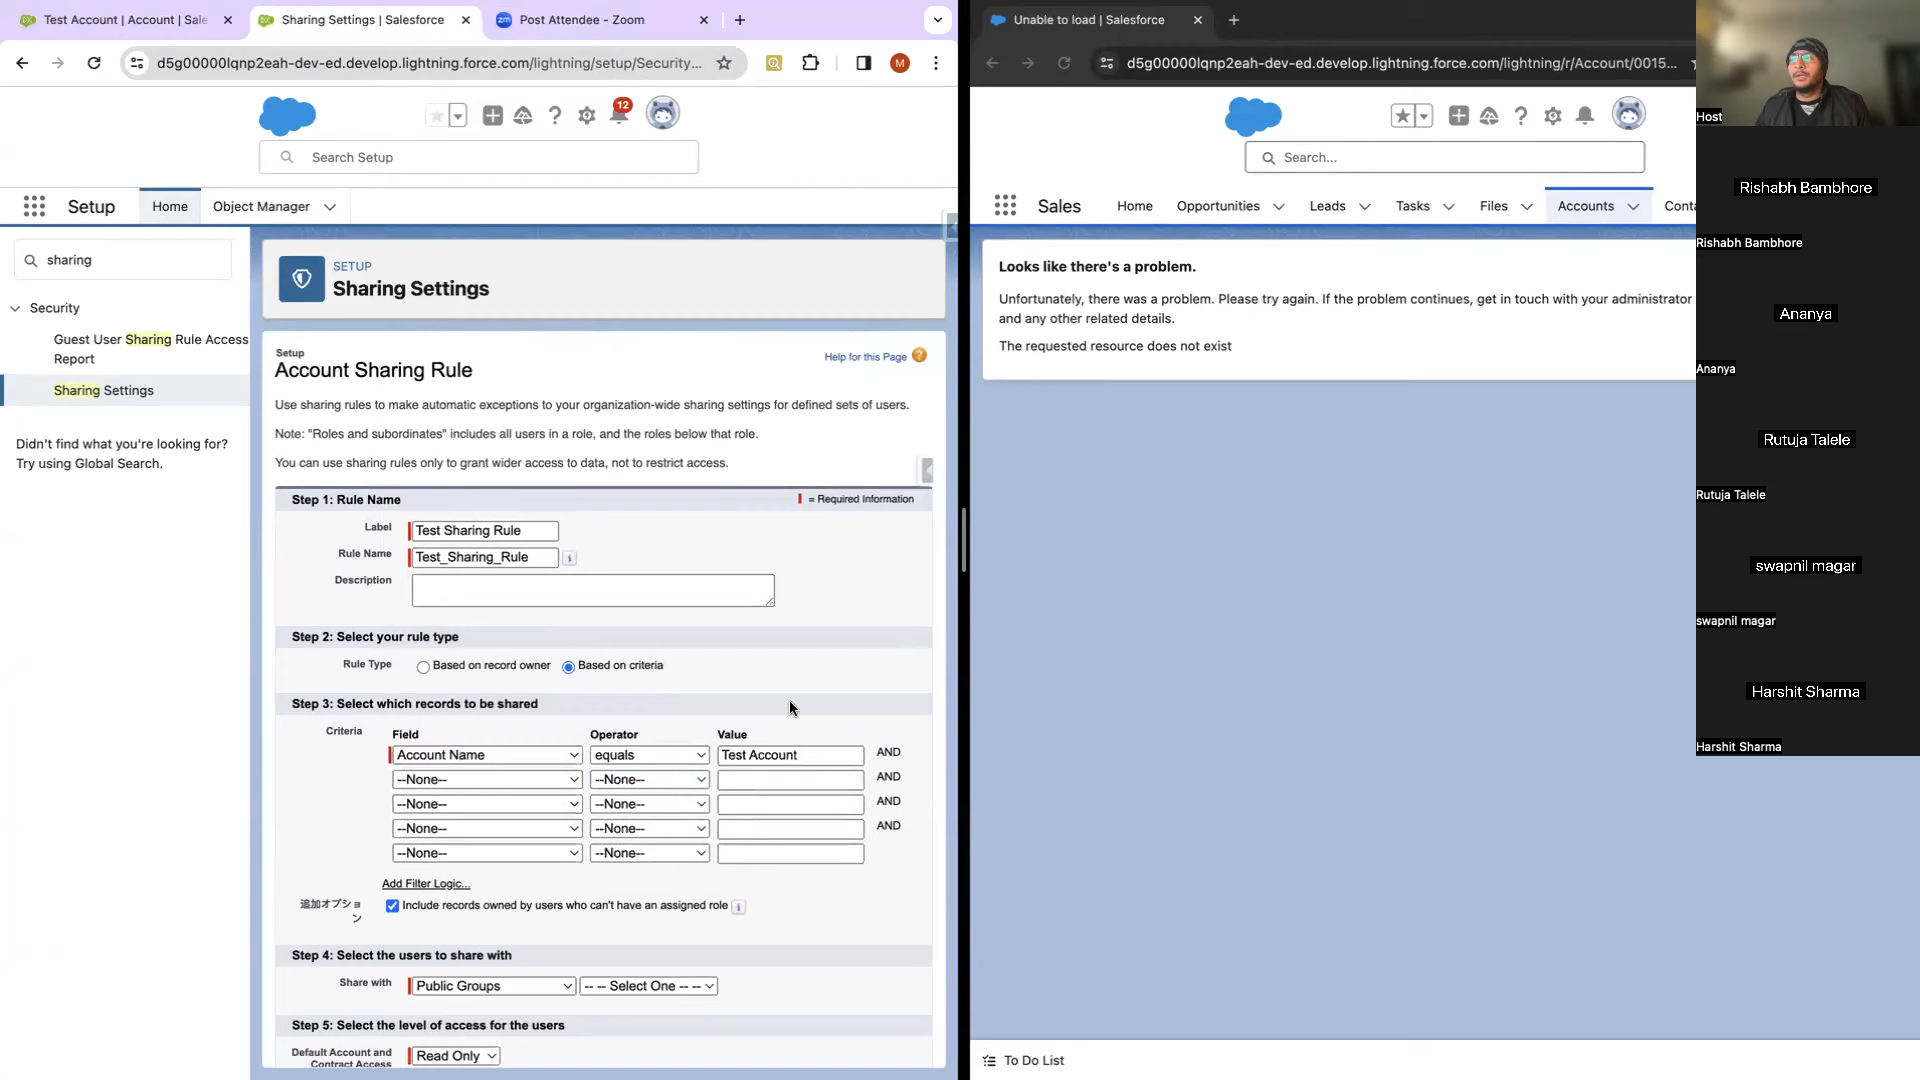 Test Account | Account | Sale
Sharing Settings | Salesforce
zm
Post Attendee - Zoom
d5g00000lqnp2eah-dev-ed.develop.lightning.force.com/lightning/setup/Security...
M
12
Search Setup
Setup
Home
Object Manager
sharing
Security
Guest User Sharing Rule Access
Report
Sharing Settings
Didn't find what you're looking for?
Try using Global Search.
SETUP
Sharing Settings
Setup
Account Sharing Rule
Help for this Page
Use sharing rules to make automatic exceptions to your organization-wide sharing settings for defined sets of users.
Note: "Roles and subordinates" includes all users in a role, and the roles below that role.
You can use sharing rules only to grant wider access to data, not to restrict access.
Step 1: Rule Name
= Required Information
Label
Test Sharing Rule
Rule Name
Test_Sharing_Rule
i
Description
Step 2: Select your rule type
Rule Type
Based on record owner
Based on criteria
Step 3: Select which records to be shared
Criteria
Field
Operator
Value
Account Name
equals
Test Account
AND
--None--
--None--
AND
--None--
--None--
AND
--None--
--None--
AND
--None--
--None--
Add Filter Logic...
追加オプショ
ン
Include records owned by users who can't have an assigned role
i
Step 4: Select the users to share with
Share with
Public Groups
-- -- Select One -- --
Step 5: Select the level of access for the users
Default Account and
Contract Access
Read Only
Unable to load | Salesforce
d5g00000lqnp2eah-dev-ed.develop.lightning.force.com/lightning/r/Account/0015...
Search...
Sales
Home
Opportunities
Leads
Tasks
Files
Accounts
Conta
Looks like there's a problem.
Unfortunately, there was a problem. Please try again. If the problem continues, get in touch with your administrator
and any other related details.
The requested resource does not exist
To Do List
Host
Rishabh Bambhore
Rishabh Bambhore
Ananya
Ananya
Rutuja Talele
Rutuja Talele
swapnil magar
swapnil magar
Harshit Sharma
Harshit Sharma